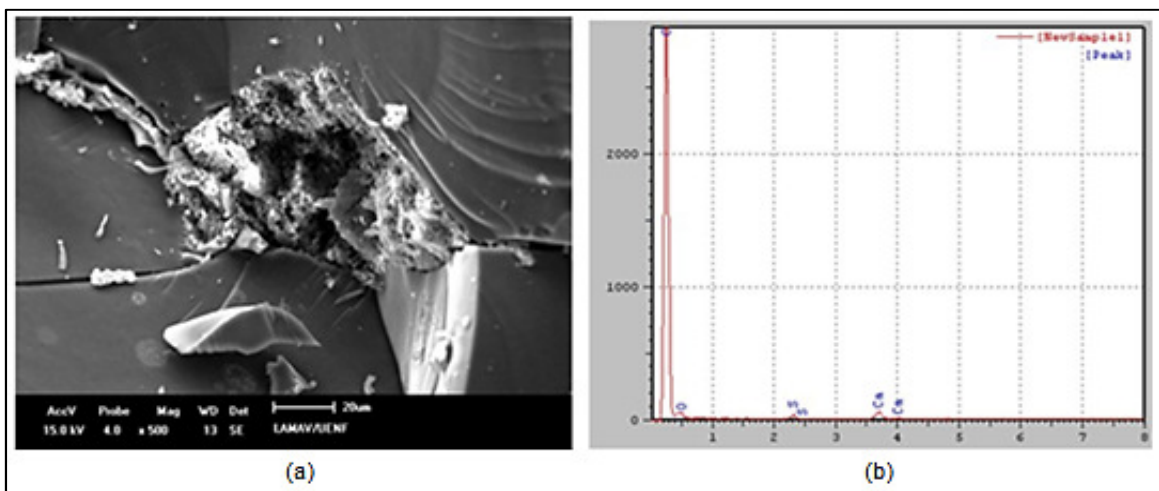 [NewSample1]
[Peak]
C
2000
1000
0
O
S
S
Ca
Ca
1 2 3 4 5 6 7 8
AccV Probe Mag WD Det 20um
15.0 kV 4.0 x 500 13 SE LAMAV/UENF
(a) (b)